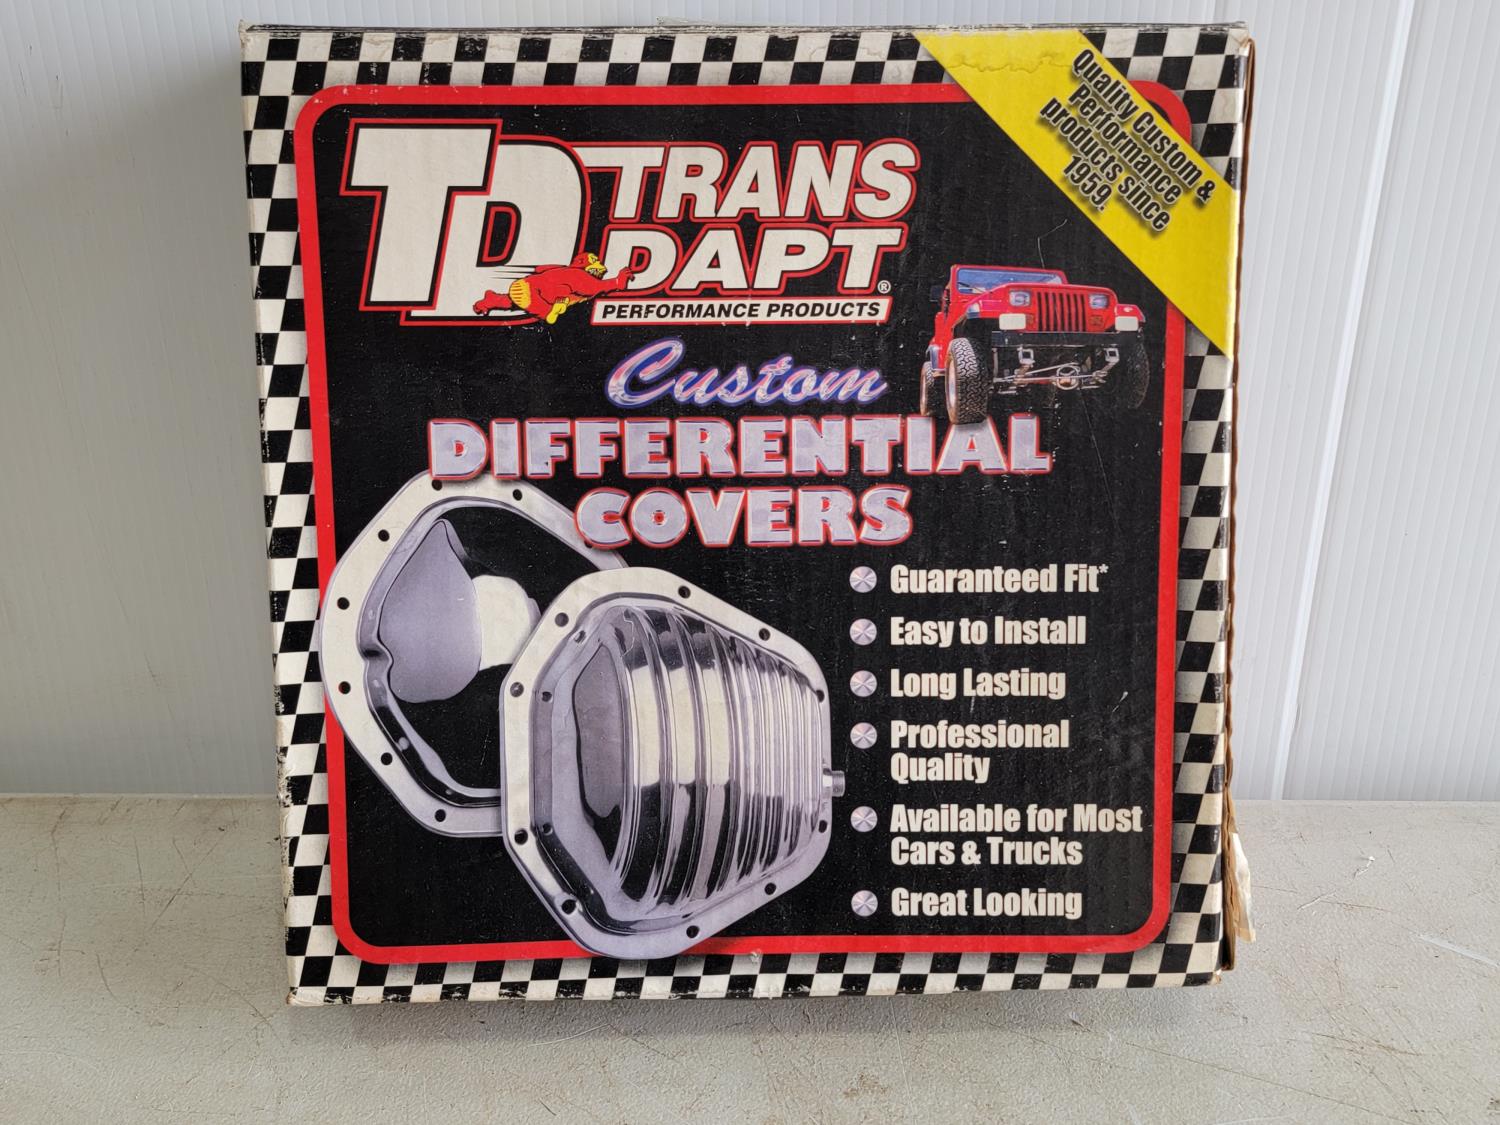 Quality Custom &
Performance
products since
1959.
TD TRANS
DAPT®
PERFORMANCE PRODUCTS
Custom
DIFFERENTIAL
COVERS
Guaranteed Fit*
Easy to Install
Long Lasting
Professional
Quality
Available for Most
Cars & Trucks
Great Looking